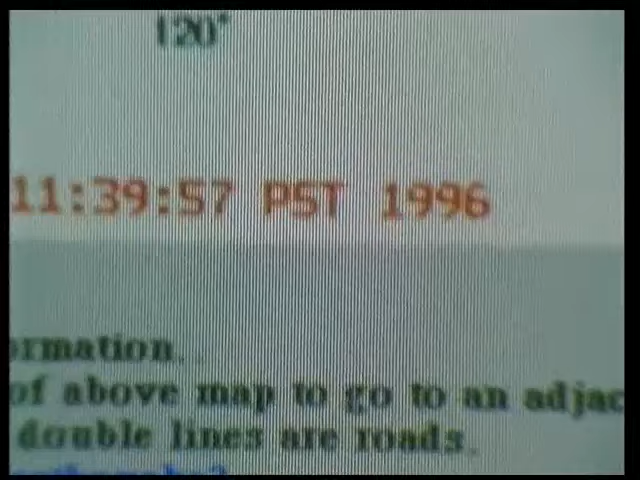 120°
11:39:57 PST 1996
ormation.
of above map to go to an adjac
double lines are roads.